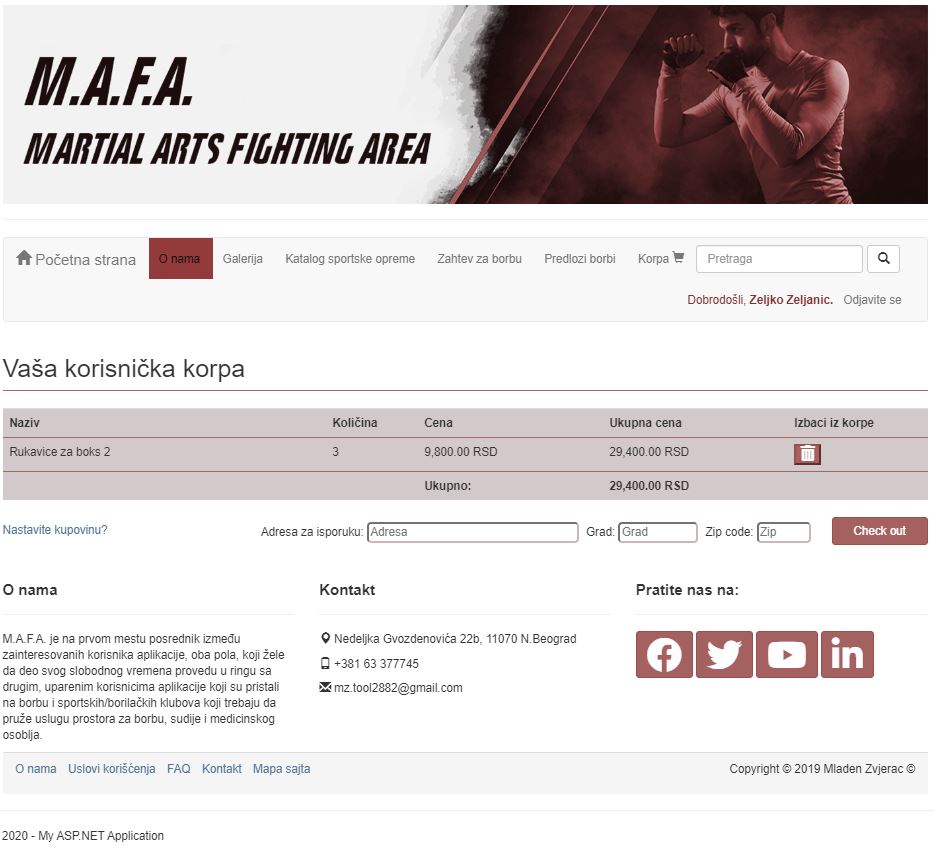 M.A.F.A.
MARTIAL ARTS FIGHTING AREA
Početna strana O nama Galerija Katalog sportske opreme Zahtev za borbu Predlozi borbi Korpa Pretraga
Dobrodošli, Zeljko Zeljanic. Odjavite se
Vaša korisnička korpa
Naziv Količina Cena Ukupna cena Izbaci iz korpe
Rukavice za boks 2 3 9,800.00 RSD 29,400.00 RSD
Ukupno: 29,400.00 RSD
Nastavite kupovinu? Adresa za isporuku: Adresa Grad: Grad Zip code: Zip Check out
O nama
M.A.F.A. je na prvom mestu posrednik između
zainteresovanih korisnika aplikacije, oba pola, koji žele
da deo svog slobodnog vremena provedu u ringu sa
drugim, uparenim korisnicima aplikacije koji su pristali
na borbu i sportskih/borilačkih klubova koji trebaju da
pruže uslugu prostora za borbu, sudije i medicinskog
osoblja.
Kontakt
Nedeljka Gvozdenovića 22b, 11070 N.Beograd
+381 63 377745
mz.tool2882@gmail.com
Pratite nas na:
O nama Uslovi korišćenja FAQ Kontakt Mapa sajta Copyright © 2019 Mladen Zvjerac ©
2020 - My ASP.NET Application